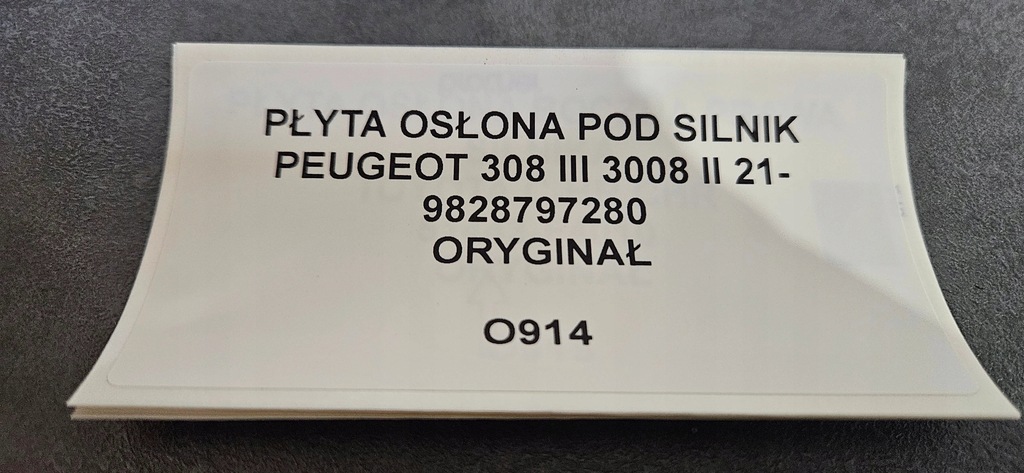 PŁYTA OSŁONA POD SILNIK
PEUGEOT 308 III 3008 II 21-
9828797280
ORYGINAŁ
O914